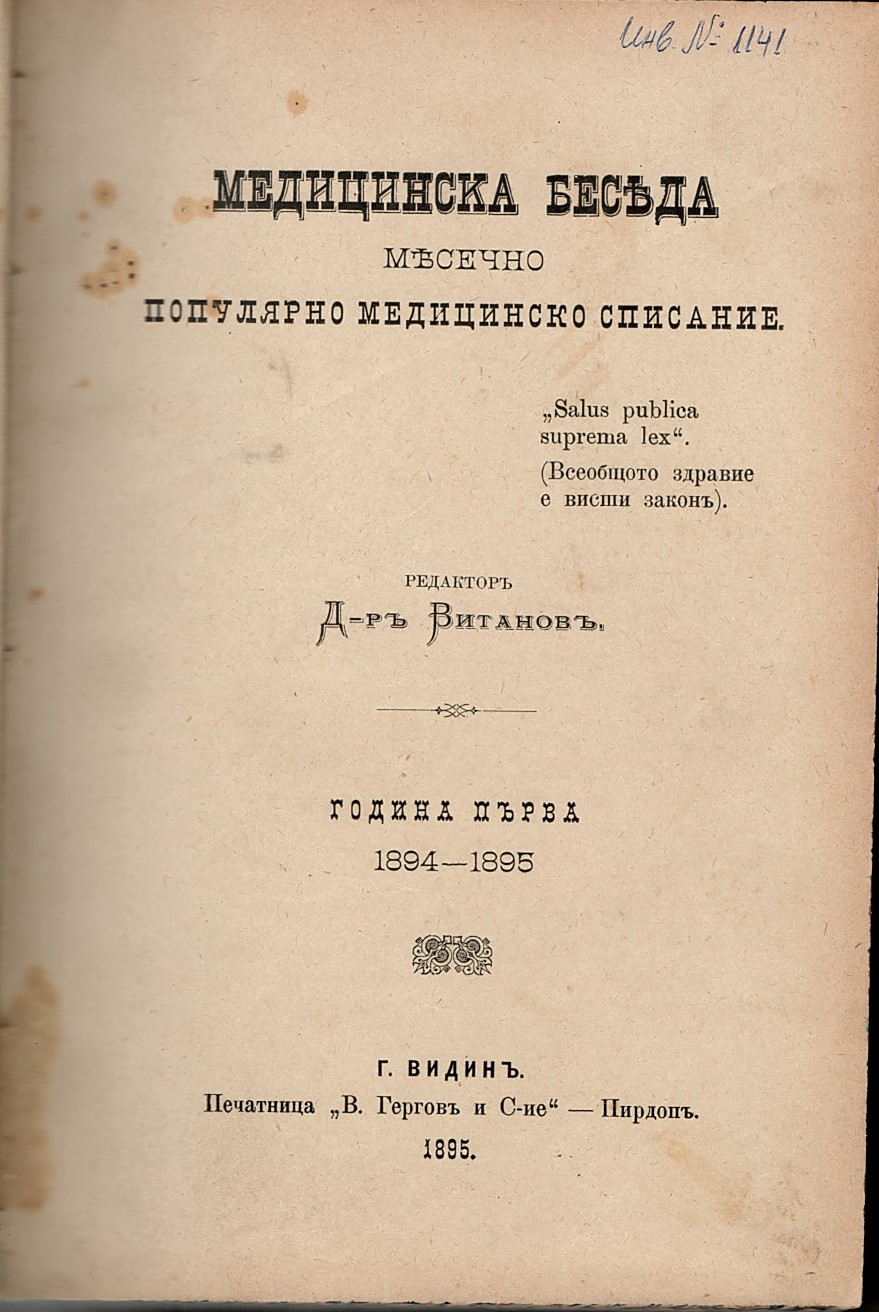 Инв. № 1141
МЕДИЦИНСКА БЕСѢДА
МѢСЕЧНО
ПОПУЛЯРНО МЕДИЦИНСКО СПИСАНИЕ.
„Salus publica
suprema lex“.
(Всеобщото здравие
е висши законъ).
РЕДАКТОРЪ
Д-РЪ ВИТАНОВЪ.
ГОДИНА ПЪРВА
1894—1895
Г. ВИДИНЪ.
Печатница „В. Герговъ и С-ие“ — Пирдопъ.
1895.